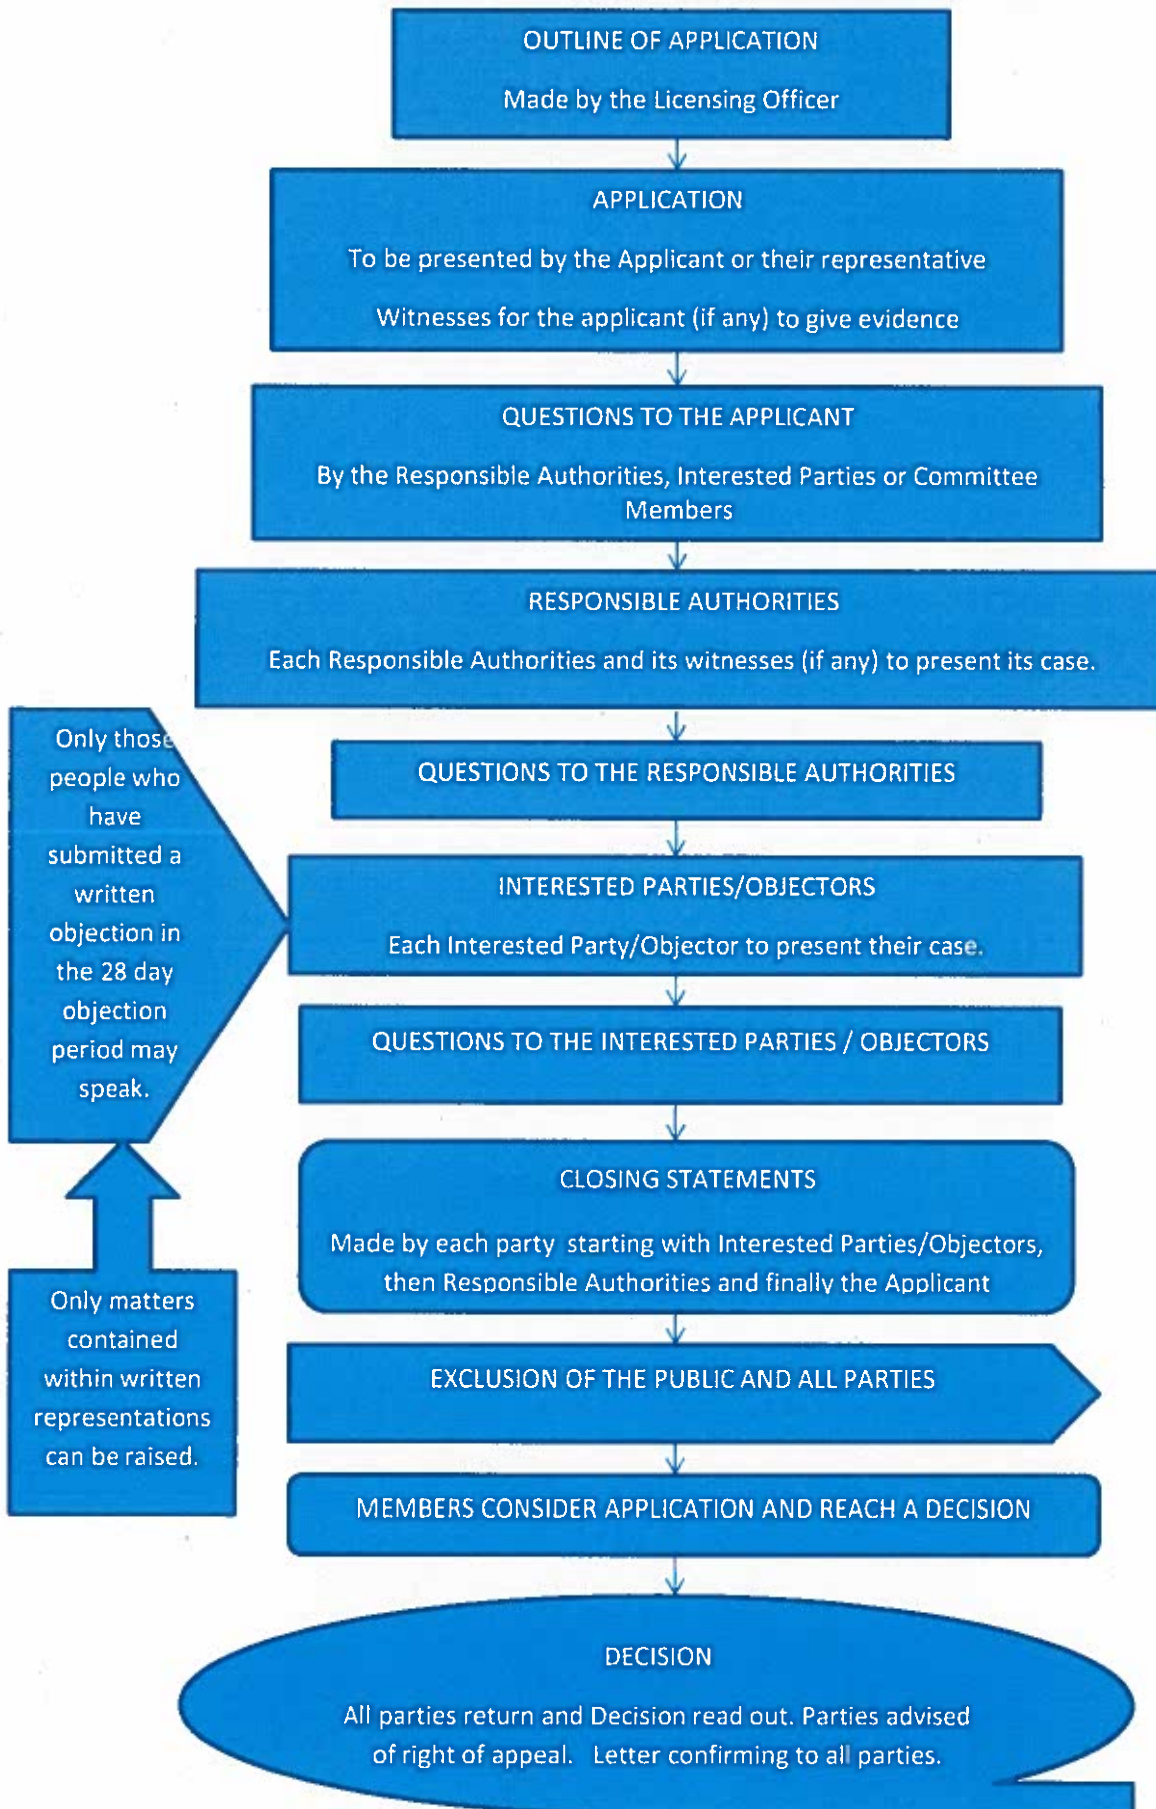 OUTLINE OF APPLICATION
Made by the Licensing Officer
APPLICATION
To be presented by the Applicant or their representative
Witnesses for the applicant (if any) to give evidence
QUESTIONS TO THE APPLICANT
By the Responsible Authorities, Interested Parties or Committee
Members
RESPONSIBLE AUTHORITIES
Each Responsible Authorities and its witnesses (if any) to present its case.
QUESTIONS TO THE RESPONSIBLE AUTHORITIES
Only those
people who
have
submitted a
written
objection in
the 28 day
objection
period may
speak.
Only matters
contained
within written
representations
can be raised.
INTERESTED PARTIES/OBJECTORS
Each Interested Party/Objector to present their case.
QUESTIONS TO THE INTERESTED PARTIES / OBJECTORS
CLOSING STATEMENTS
Made by each party starting with Interested Parties/Objectors,
then Responsible Authorities and finally the Applicant
EXCLUSION OF THE PUBLIC AND ALL PARTIES
MEMBERS CONSIDER APPLICATION AND REACH A DECISION
DECISION
All parties return and Decision read out. Parties advised
of right of appeal. Letter confirming to all parties.